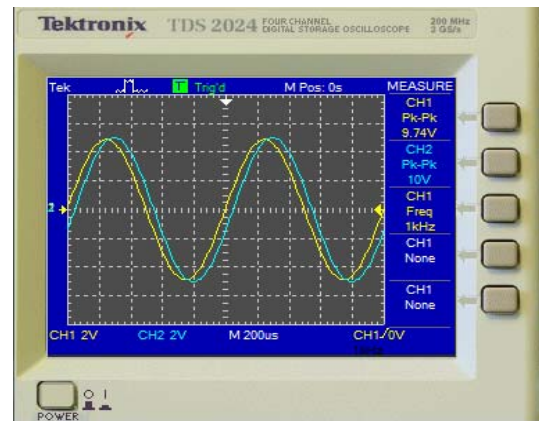 Tektronix TDS 2024 FOUR CHANNEL DIGITAL STORAGE OSCILLOSCOPE 200 MHz 3 GS/s
Tek T Trig'd M Pos: 0s MEASURE
CH1
Pk-Pk
9.74V
CH2
Pk-Pk
10V
CH1
Freq
1kHz
CH1
None
CH1
None
2
CH1 2V CH2 2V M 200us CH1 / 0V
POWER